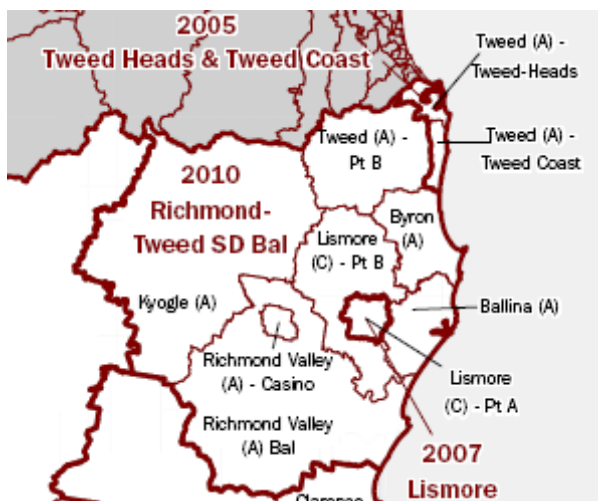 2005
Tweed Heads & Tweed Coast
Tweed (A) -
Tweed-Heads
Tweed (A) -
Pt B
Tweed (A) -
Tweed Coast
2010
Richmond-
Tweed SD Bal
Byron
(A)
Lismore
(C) - Pt B
Kyogle (A)
Ballina (A)
Richmond Valley
(A) - Casino
Lismore
(C) - Pt A
Richmond Valley
(A) Bal
2007
Lismore
Clarence